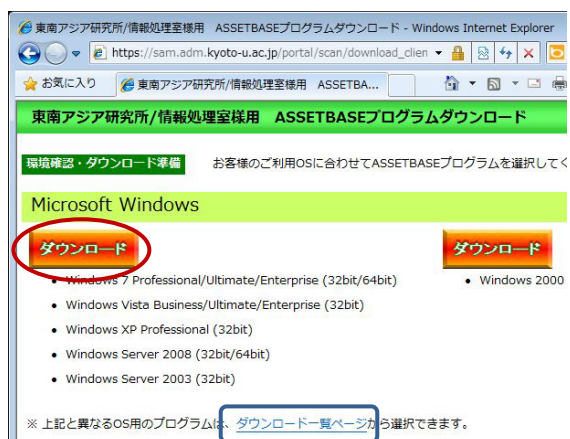 東南アジア研究所/情報処理室様用 ASSETBASEプログラムダウンロード - Windows Internet Explorer
https://sam.adm.kyoto-u.ac.jp/portal/scan/download_clien
お気に入り 東南アジア研究所/情報処理室様用 ASSETBA...
東南アジア研究所/情報処理室様用 ASSETBASEプログラムダウンロード
環境確認・ダウンロード準備 お客様のご利用OSに合わせてASSETBASEプログラムを選択してく
Microsoft Windows
ダウンロード ダウンロード
• Windows 7 Professional/Ultimate/Enterprise (32bit/64bit) • Windows 2000
• Windows Vista Business/Ultimate/Enterprise (32bit)
• Windows XP Professional (32bit)
• Windows Server 2008 (32bit/64bit)
• Windows Server 2003 (32bit)
※ 上記と異なるOS用のプログラムは、ダウンロード一覧ページから選択できます。